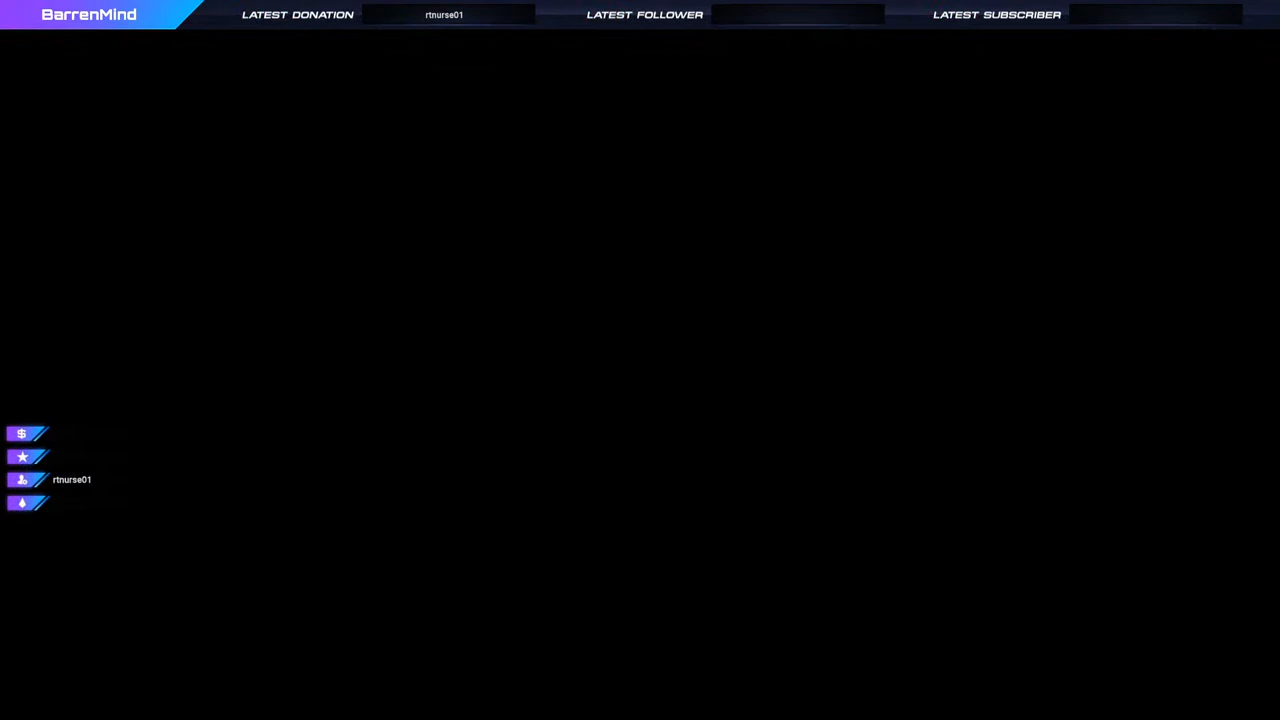 BarrenMind
LATEST DONATION
rtnurse01
LATEST FOLLOWER
LATEST SUBSCRIBER
rtnurse01